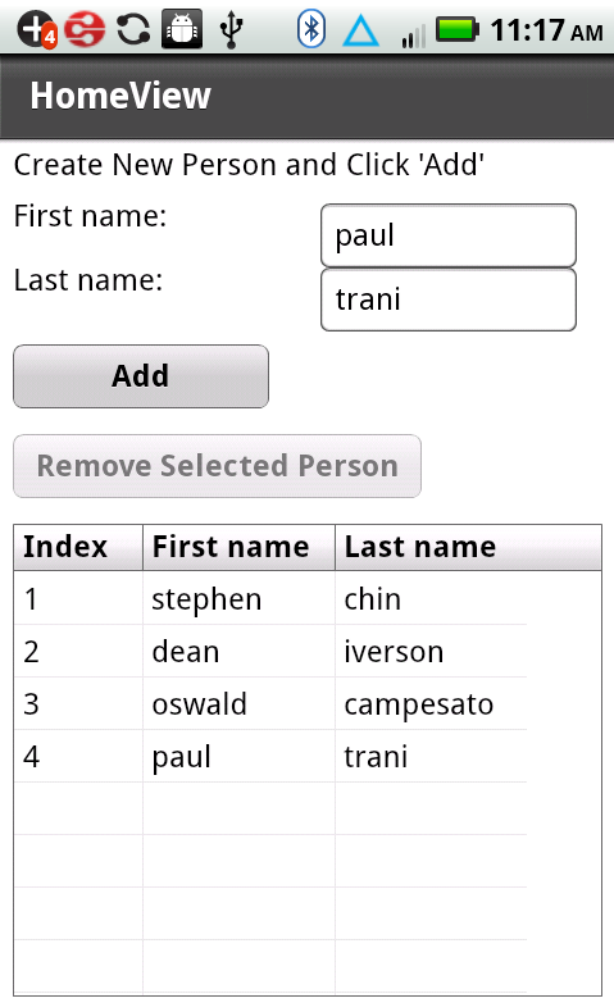 4 11:17 AM
HomeView
Create New Person and Click 'Add'
First name: paul
Last name: trani
Add
Remove Selected Person
Index First name Last name
1 stephen chin
2 dean iverson
3 oswald campesato
4 paul trani